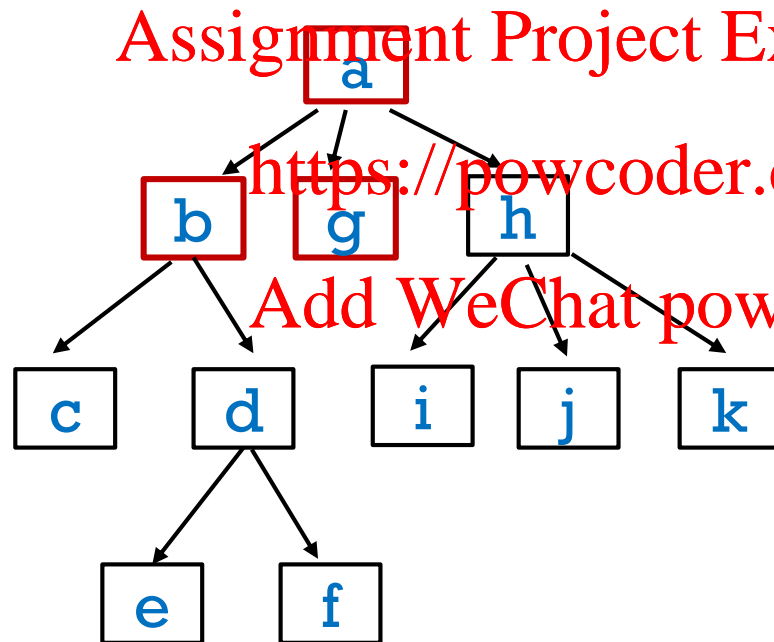 Assignment Project Ex
a
https://powcoder.c
b g h
Add WeChat pow
c d i j k
e f